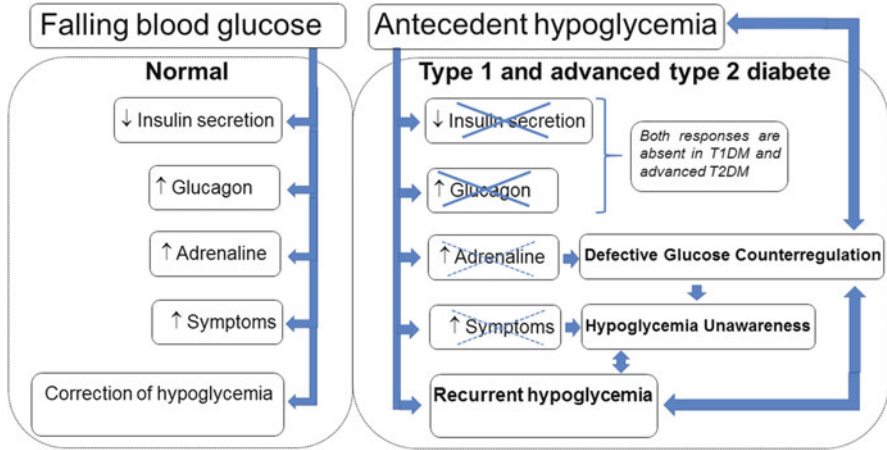 Falling blood glucose
Antecedent hypoglycemia
Normal
↓ Insulin secretion
↑ Glucagon
↑ Adrenaline
↑ Symptoms
Correction of hypoglycemia
Type 1 and advanced type 2 diabete
↓ Insulin secretion
↑ Glucagon
Both responses are
absent in T1DM and
advanced T2DM
↑ Adrenaline
Defective Glucose Counterregulation
↑ Symptoms
Hypoglycemia Unawareness
Recurrent hypoglycemia